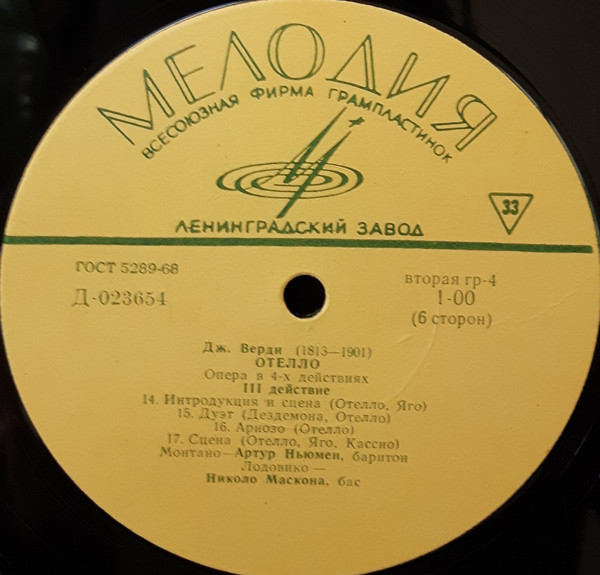 МЕЛОДИЯ
ВСЕСОЮЗНАЯ ФИРМА ГРАМПЛАСТИНОК
33
ЛЕНИНГРАДСКИЙ ЗАВОД
ГОСТ 5289-68
Д-023654
вторая гр-4
1-00
(6 сторон)
Дж. Верди (1813—1901)
ОТЕЛЛО
Опера в 4-х действиях
III действие
14. Интродукция и сцена (Отелло, Яго)
15. Дуэт (Дездемона, Отелло)
16. Ариозо (Отелло)
17. Сцена (Отелло, Яго, Кассио)
Монтано—Артур Ньюмен, баритон
Лодовико —
Николо Маскона, бас